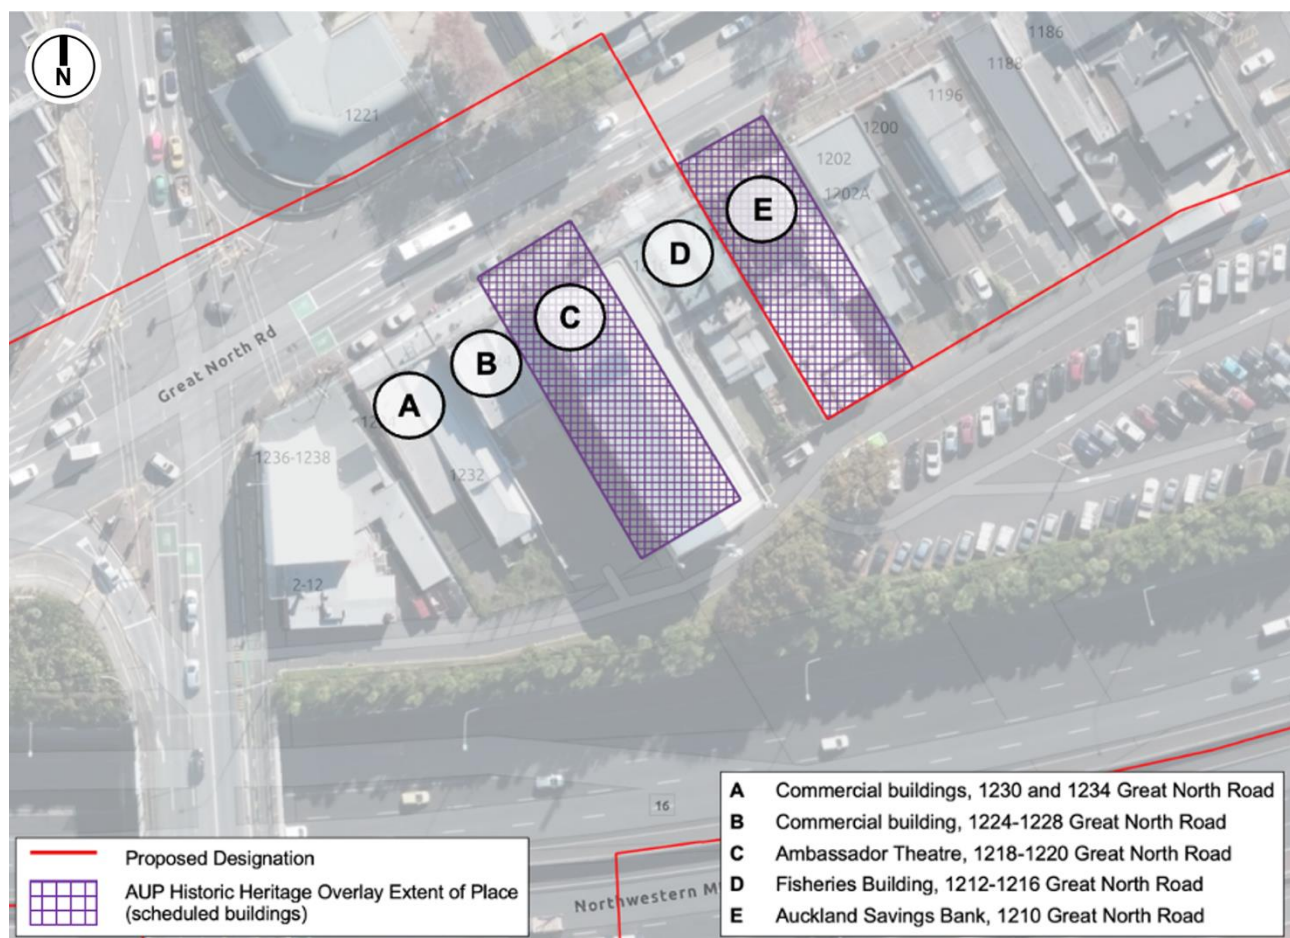 N
1186
1188
1221
1196
1200
1202
1202A
E
D
C
B
A
Great North Rd
1236-1238
1232
2-12
16
Northwestern M
Proposed Designation
AUP Historic Heritage Overlay Extent of Place
(scheduled buildings)
A Commercial buildings, 1230 and 1234 Great North Road
B Commercial building, 1224-1228 Great North Road
C Ambassador Theatre, 1218-1220 Great North Road
D Fisheries Building, 1212-1216 Great North Road
E Auckland Savings Bank, 1210 Great North Road